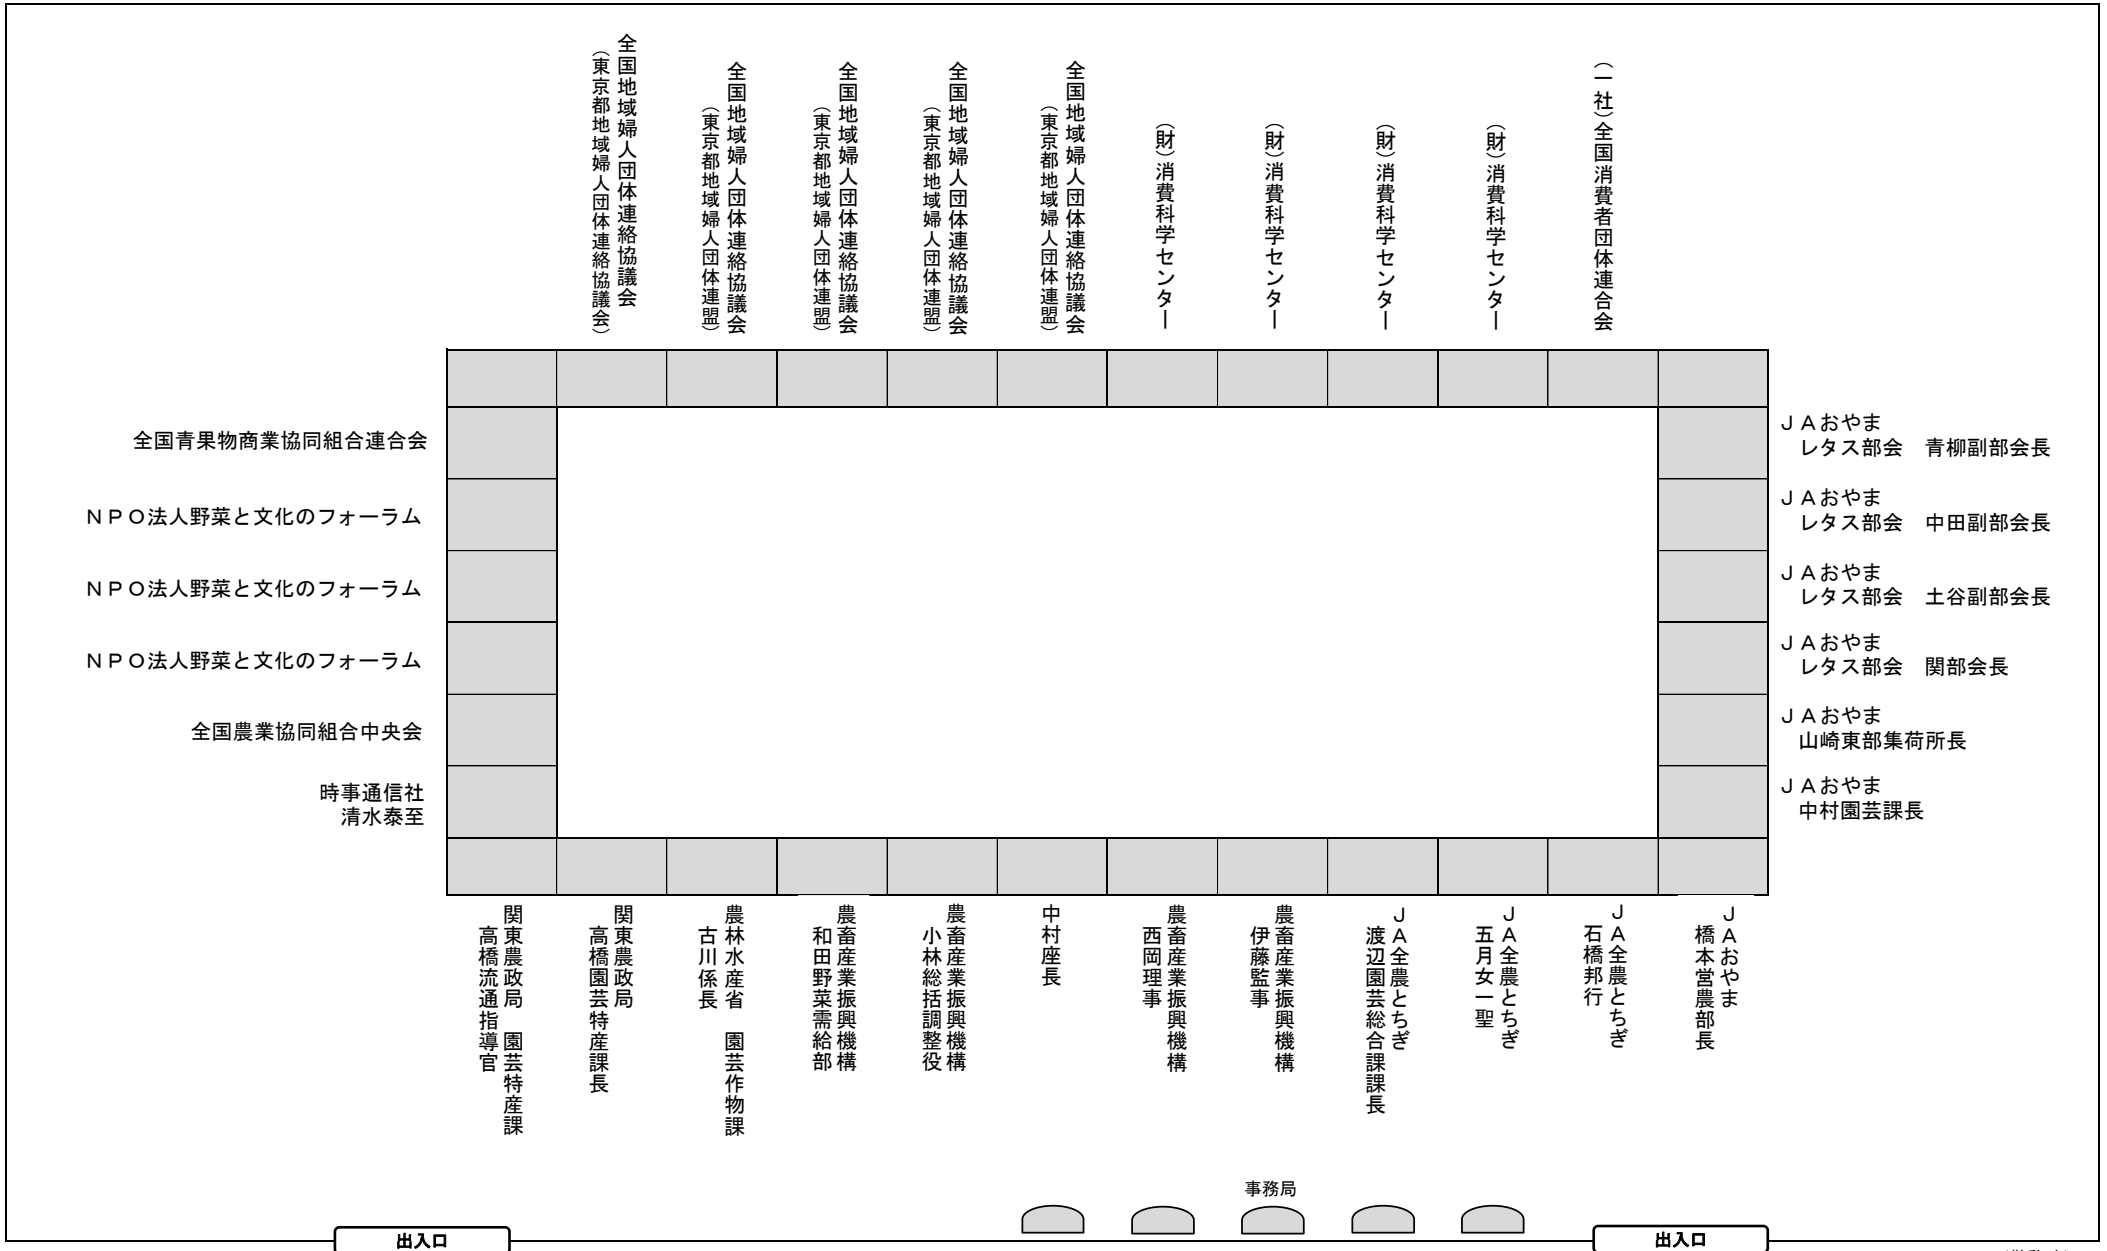 全国地域婦人団体連絡協議会
（東京都地域婦人団体連絡協議会）
全国地域婦人団体連絡協議会
（東京都地域婦人団体連盟）
全国地域婦人団体連絡協議会
（東京都地域婦人団体連盟）
全国地域婦人団体連絡協議会
（東京都地域婦人団体連盟）
全国地域婦人団体連絡協議会
（東京都地域婦人団体連盟）
（財）消費科学センター
（財）消費科学センター
（財）消費科学センター
（財）消費科学センター
（一社）全国消費者団体連合会
全国青果物商業協同組合連合会
ＮＰＯ法人野菜と文化のフォーラム
ＮＰＯ法人野菜と文化のフォーラム
ＮＰＯ法人野菜と文化のフォーラム
全国農業協同組合中央会
時事通信社
清水泰至
ＪＡおやま
レタス部会　青柳副部会長
ＪＡおやま
レタス部会　中田副部会長
ＪＡおやま
レタス部会　土谷副部会長
ＪＡおやま
レタス部会　関部会長
ＪＡおやま
山崎東部集荷所長
ＪＡおやま
中村園芸課長
関東農政局　園芸特産課
高橋流通指導官
関東農政局
高橋園芸特産課長
農林水産省　園芸作物課
古川係長
農畜産業振興機構
和田野菜需給部
農畜産業振興機構
小林総括調整役
中村座長
農畜産業振興機構
西岡理事
農畜産業振興機構
伊藤監事
ＪＡ全農とちぎ
渡辺園芸総合課課長
ＪＡ全農とちぎ
五月女一聖
ＪＡ全農とちぎ
石橋邦行
ＪＡおやま
橋本営農部長
事務局
出入口
出入口